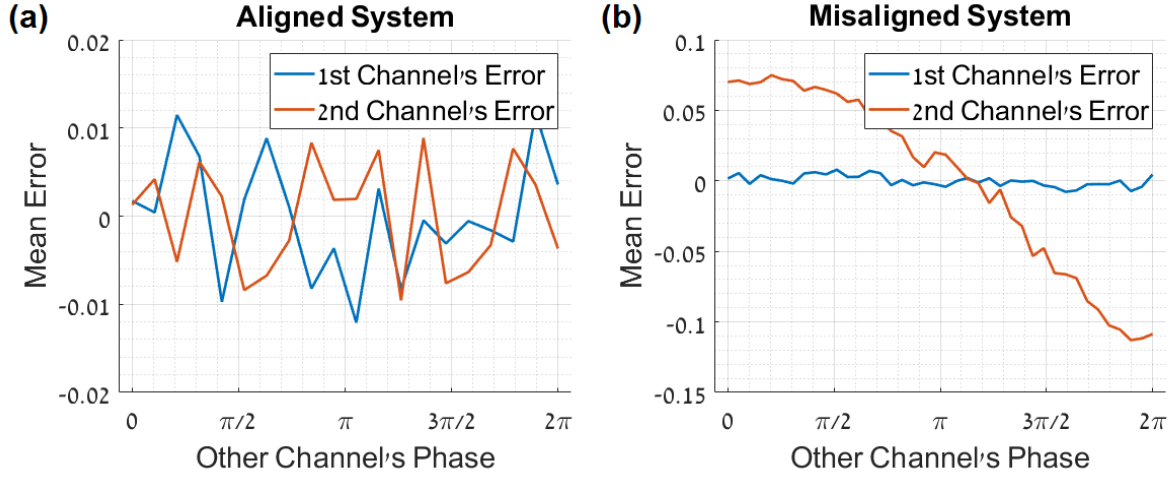 (a)
Aligned System
0.02
0.01
0
-0.01
-0.02
Mean Error
1st Channel's Error
2nd Channel's Error
0
π/2
π
3π/2
2π
Other Channel's Phase
(b)
Misaligned System
0.1
0.05
0
-0.05
-0.1
-0.15
Mean Error
1st Channel's Error
2nd Channel's Error
0
π/2
π
3π/2
2π
Other Channel's Phase